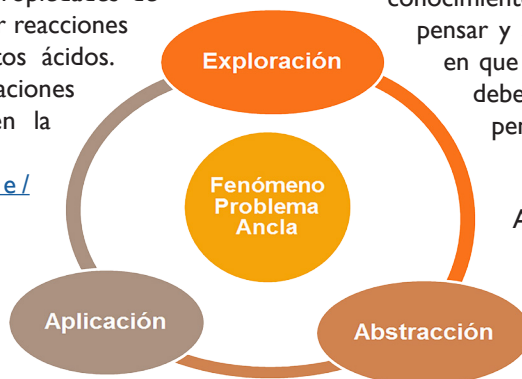 r reacciones
tos ácidos.
aciones
en la
e/
pensar y
en que
debe
per
A
Exploración
Fenómeno
Problema
Ancla
Aplicación
Abstracción